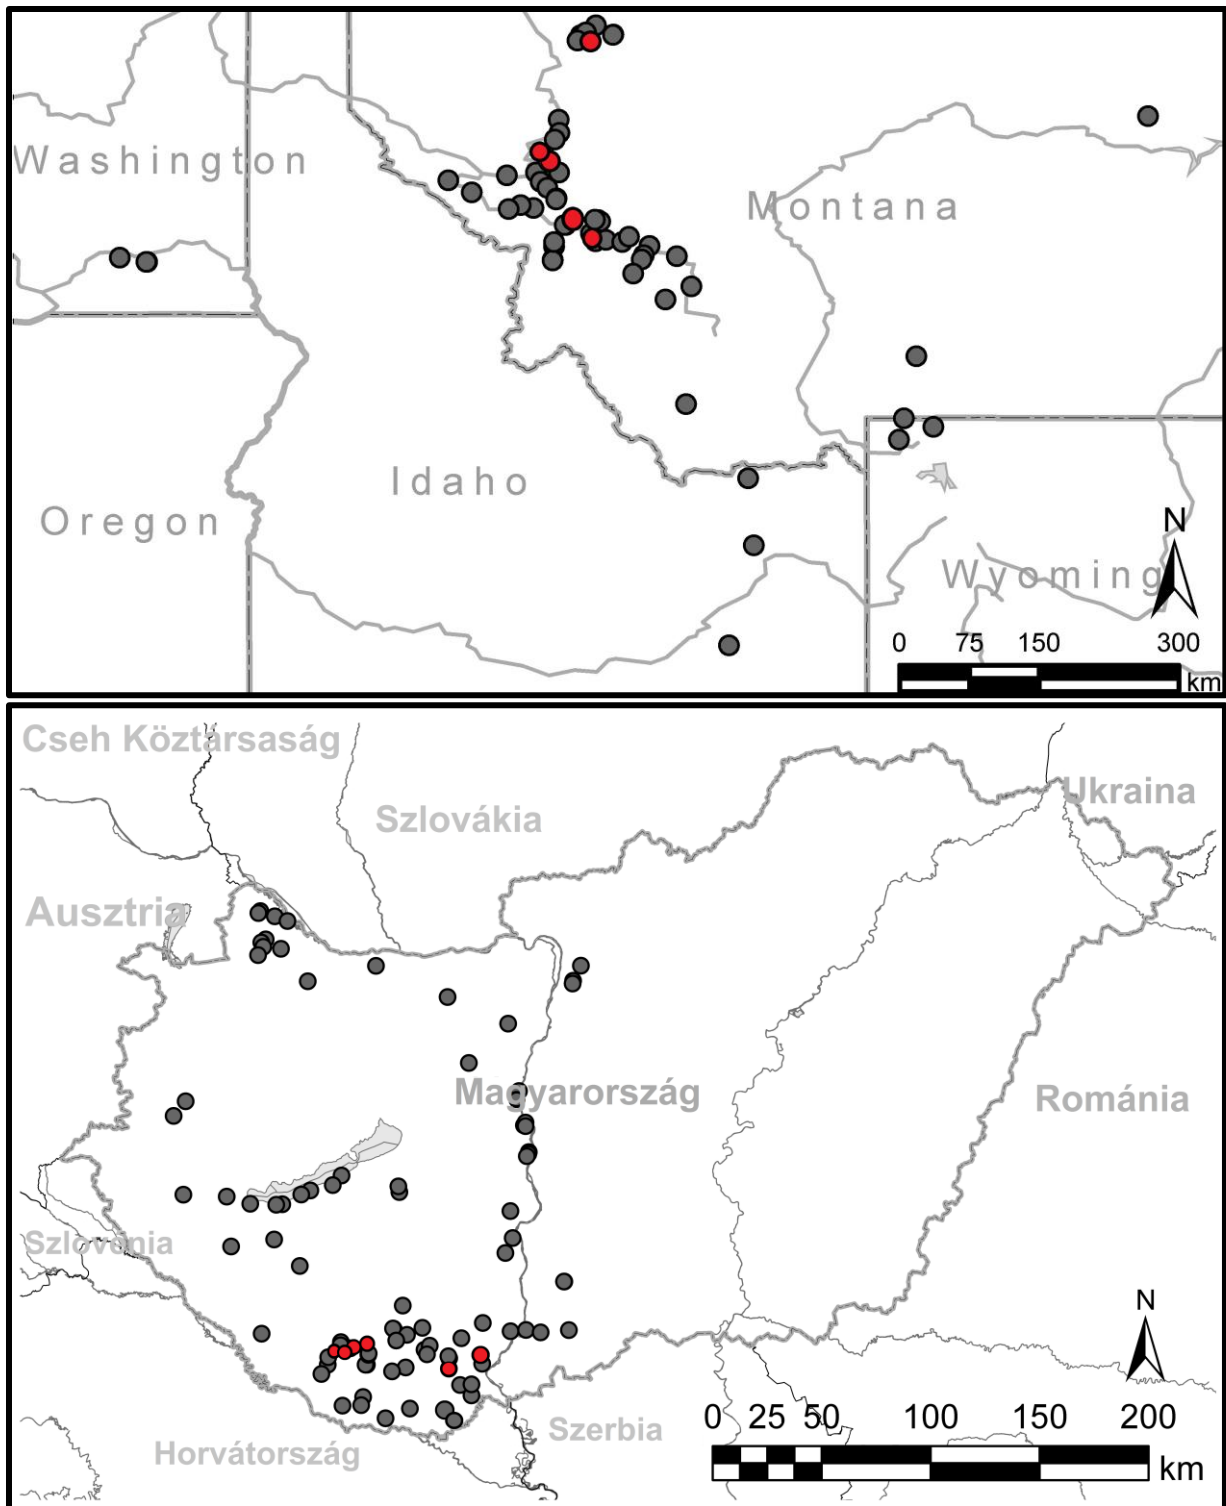 Washington
Montana
Idaho
Oregon
Wyoming
N
0 75 150 300
km
Cseh Köztársaság
Szlovákia
Ukraina
Ausztria
Magyarország
Románia
Szlovénia
N
Szerbia
Horvátország
0 25 50 100 150 200
km